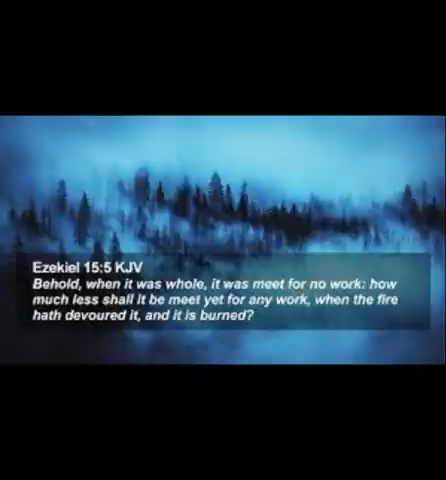 Ezekiel 15:5 KJV
Behold, when it was whole, it was meet for no work: how
much less shall it be meet yet for any work, when the fire
hath devoured it, and it is burned?